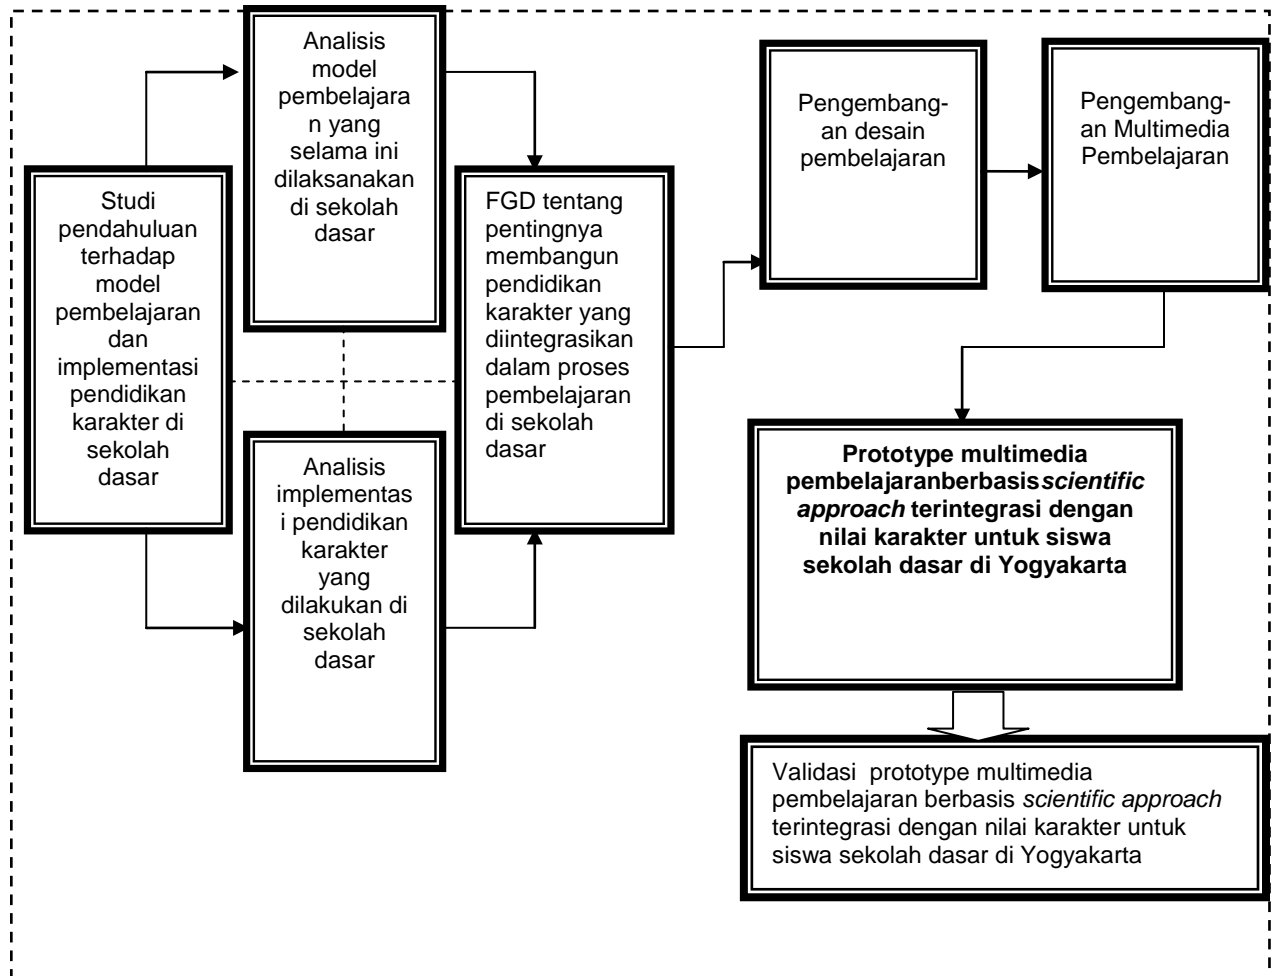 Studi
pendahuluan
terhadap
model
pembelajaran
dan
implementasi
pendidikan
karakter di
sekolah
dasar
Analisis
model
pembelajara
n yang
selama ini
dilaksanakan
di sekolah
dasar
Analisis
implementas
i pendidikan
karakter
yang
dilakukan di
sekolah
dasar
FGD tentang
pentingnya
membangun
pendidikan
karakter yang
diintegrasikan
dalam proses
pembelajaran
di sekolah
dasar
Pengembang-
an desain
pembelajaran
Pengembang-
an Multimedia
Pembelajaran
Prototype multimedia
pembelajaranberbasisscientific
approach terintegrasi dengan
nilai karakter untuk siswa
sekolah dasar di Yogyakarta
Validasi prototype multimedia
pembelajaran berbasis scientific approach
terintegrasi dengan nilai karakter untuk
siswa sekolah dasar di Yogyakarta